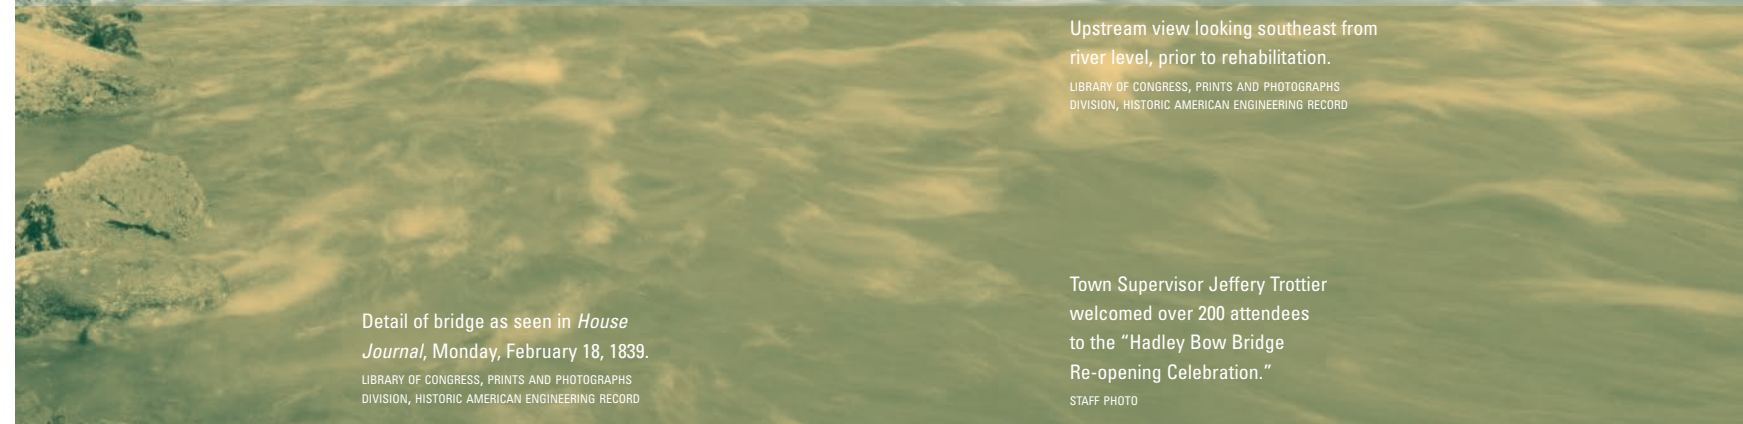 Upstream view looking southeast from
river level, prior to rehabilitation.
LIBRARY OF CONGRESS, PRINTS AND PHOTOGRAPHS
DIVISION, HISTORIC AMERICAN ENGINEERING RECORD
Detail of bridge as seen in House
Journal, Monday, February 18, 1839.
LIBRARY OF CONGRESS, PRINTS AND PHOTOGRAPHS
DIVISION, HISTORIC AMERICAN ENGINEERING RECORD
Town Supervisor Jeffery Trottier
welcomed over 200 attendees
to the “Hadley Bow Bridge
Re-opening Celebration.”
STAFF PHOTO